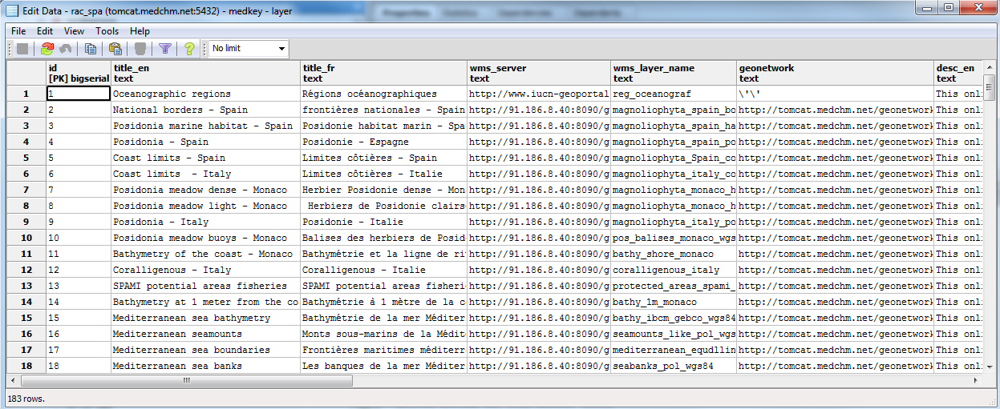 Edit Data - rac_spa (tomcat.medchm.net:5432) - medkey - layer
Properties Statistics Dependencies Dependents
File Edit View Tools Help
No limit
id title_en title_fr wms_server wms_layer_name geonetwork desc_en
[PK] bigserial text text text text text text
1 1 Oceanographic regions Régions océanographiques http://www.iucn-geoportal reg_oceanograf \'\' This onl
2 2 National borders - Spain frontières nationales - Spain http://91.186.8.40:8090/g magnoliophyta_spain_bo http://tomcat.medchm.net/geonetwork This onl
3 3 Posidonia marine habitat - Spain Posidonie habitat marin - Spa http://91.186.8.40:8090/g magnoliophyta_spain_ha http://tomcat.medchm.net/geonetwork This onl
4 4 Posidonia - Spain Posidonie - Espagne http://91.186.8.40:8090/g magnoliophyta_spain_po http://tomcat.medchm.net/geonetwork This onl
5 5 Coast limits - Spain Limites côtières - Spain http://91.186.8.40:8090/g magnoliophyta_Spain_co http://tomcat.medchm.net/geonetwork This onl
6 6 Coast limits  - Italy Limites côtières - Italie http://91.186.8.40:8090/g magnoliophyta_italy_co http://tomcat.medchm.net/geonetwork This onl
7 7 Posidonia meadow dense - Monaco Herbier Posidonie dense - Mon http://91.186.8.40:8090/g magnoliophyta_monaco_h http://tomcat.medchm.net/geonetwork This onl
8 8 Posidonia meadow light - Monaco Herbiers de Posidonie clairs http://91.186.8.40:8090/g magnoliophyta_monaco_h http://tomcat.medchm.net/geonetwork This onl
9 9 Posidonia - Italy Posidonie - Italie http://91.186.8.40:8090/g magnoliophyta_italy_po http://tomcat.medchm.net/geonetwork This onl
10 10 Posidonia meadow buoys - Monaco Balises des herbiers de Posid http://91.186.8.40:8090/g pos_balises_monaco_wgs http://tomcat.medchm.net/geonetwork This onl
11 11 Bathymetry of the coast - Monaco Bathymétrie et la ligne de ri http://91.186.8.40:8090/g bathy_shore_monaco http://tomcat.medchm.net/geonetwork This onl
12 12 Coralligenous - Italy Coralligenous - Italie http://91.186.8.40:8090/g coralligenous_italy http://tomcat.medchm.net/geonetwork This onl
13 13 SPAMI potential areas fisheries SPAMI potential areas fisheri http://91.186.8.40:8090/g protected_areas_spami_ http://tomcat.medchm.net/geonetwork This onl
14 14 Bathymetry at 1 meter from the co Bathymétrie à 1 mètre de la c http://91.186.8.40:8090/g bathy_1m_monaco http://tomcat.medchm.net/geonetwork This onl
15 15 Mediterranean sea bathymetry Bathymétrie de la mer Méditer http://91.186.8.40:8090/g bathy_ibcm_gebco_wgs84 http://tomcat.medchm.net/geonetwork This onl
16 16 Mediterranean seamounts Monts sous-marins de la Médit http://91.186.8.40:8090/g seamounts_like_pol_wgs http://tomcat.medchm.net/geonetwork This onl
17 17 Mediterranean sea boundaries Frontières maritimes méditerr http://91.186.8.40:8090/g mediterranean_equdllin http://tomcat.medchm.net/geonetwork This onl
18 18 Mediterranean sea banks Les banques de la mer Méditer http://91.186.8.40:8090/g seabanks_pol_wgs84 http://tomcat.medchm.net/geonetwork This onl
183 rows.